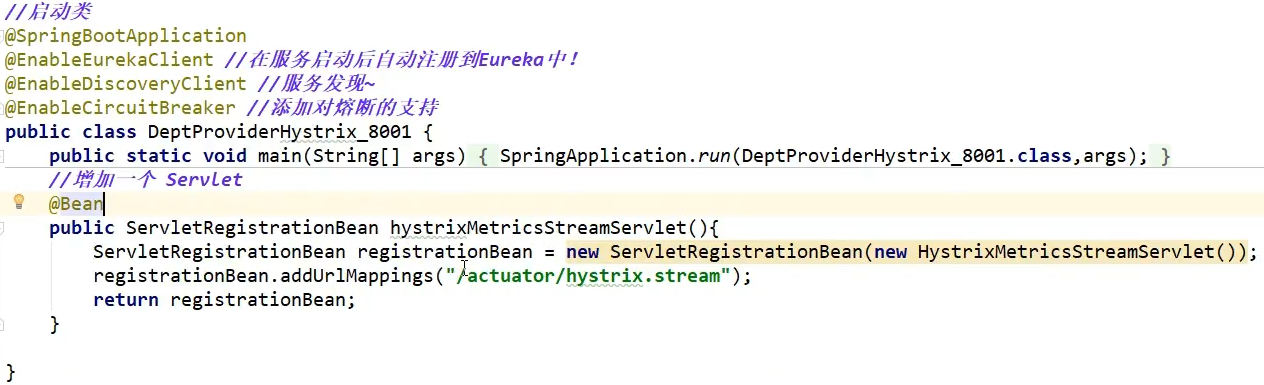 //启动类
@SpringBootApplication
@EnableEurekaClient //在服务启动后自动注册到Eureka中！
@EnableDiscoveryClient //服务发现~
@EnableCircuitBreaker //添加对熔断的支持
public class DeptProviderHystrix_8001 {
    public static void main(String[] args) { SpringApplication.run(DeptProviderHystrix_8001.class,args); }
    //增加一个 Servlet
    @Bean
    public ServletRegistrationBean hystrixMetricsStreamServlet(){
        ServletRegistrationBean registrationBean = new ServletRegistrationBean(new HystrixMetricsStreamServlet());
        registrationBean.addUrlMappings("/actuator/hystrix.stream");
        return registrationBean;
    }
}